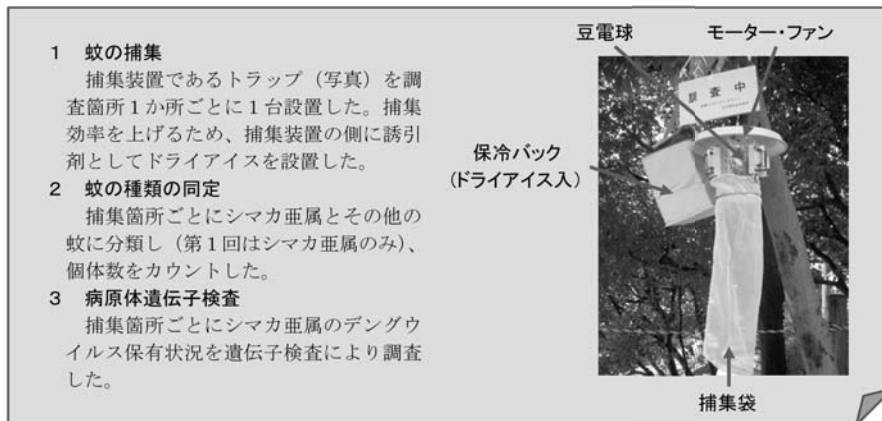 1 蚊の捕集
捕集装置であるトラップ（写真）を調
査箇所1か所ごとに1台設置した。捕集
効率を上げるため、捕集装置の側に誘引
剤としてドライアイスを設置した。
2 蚊の種類の同定
捕集箇所ごとにシマカ亜属とその他の
蚊に分類し（第1回はシマカ亜属のみ）、
個体数をカウントした。
3 病原体遺伝子検査
捕集箇所ごとにシマカ亜属のデングウ
イルス保有状況を遺伝子検査により調査
した。
豆電球
モーター・ファン
調査中
保冷バック
（ドライアイス入）
捕集袋